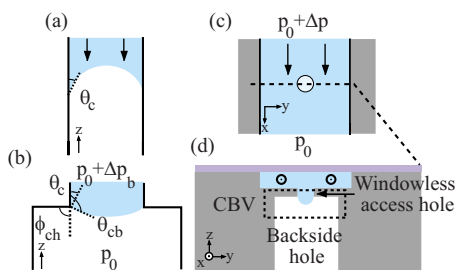 (a)
θc
z
(b)
θc
p0+Δpb
ϕch
θcb
z
p0
(c)
p0+Δp
y
x
p0
(d)
CBV
Windowless
access hole
z
x
y
Backside
hole